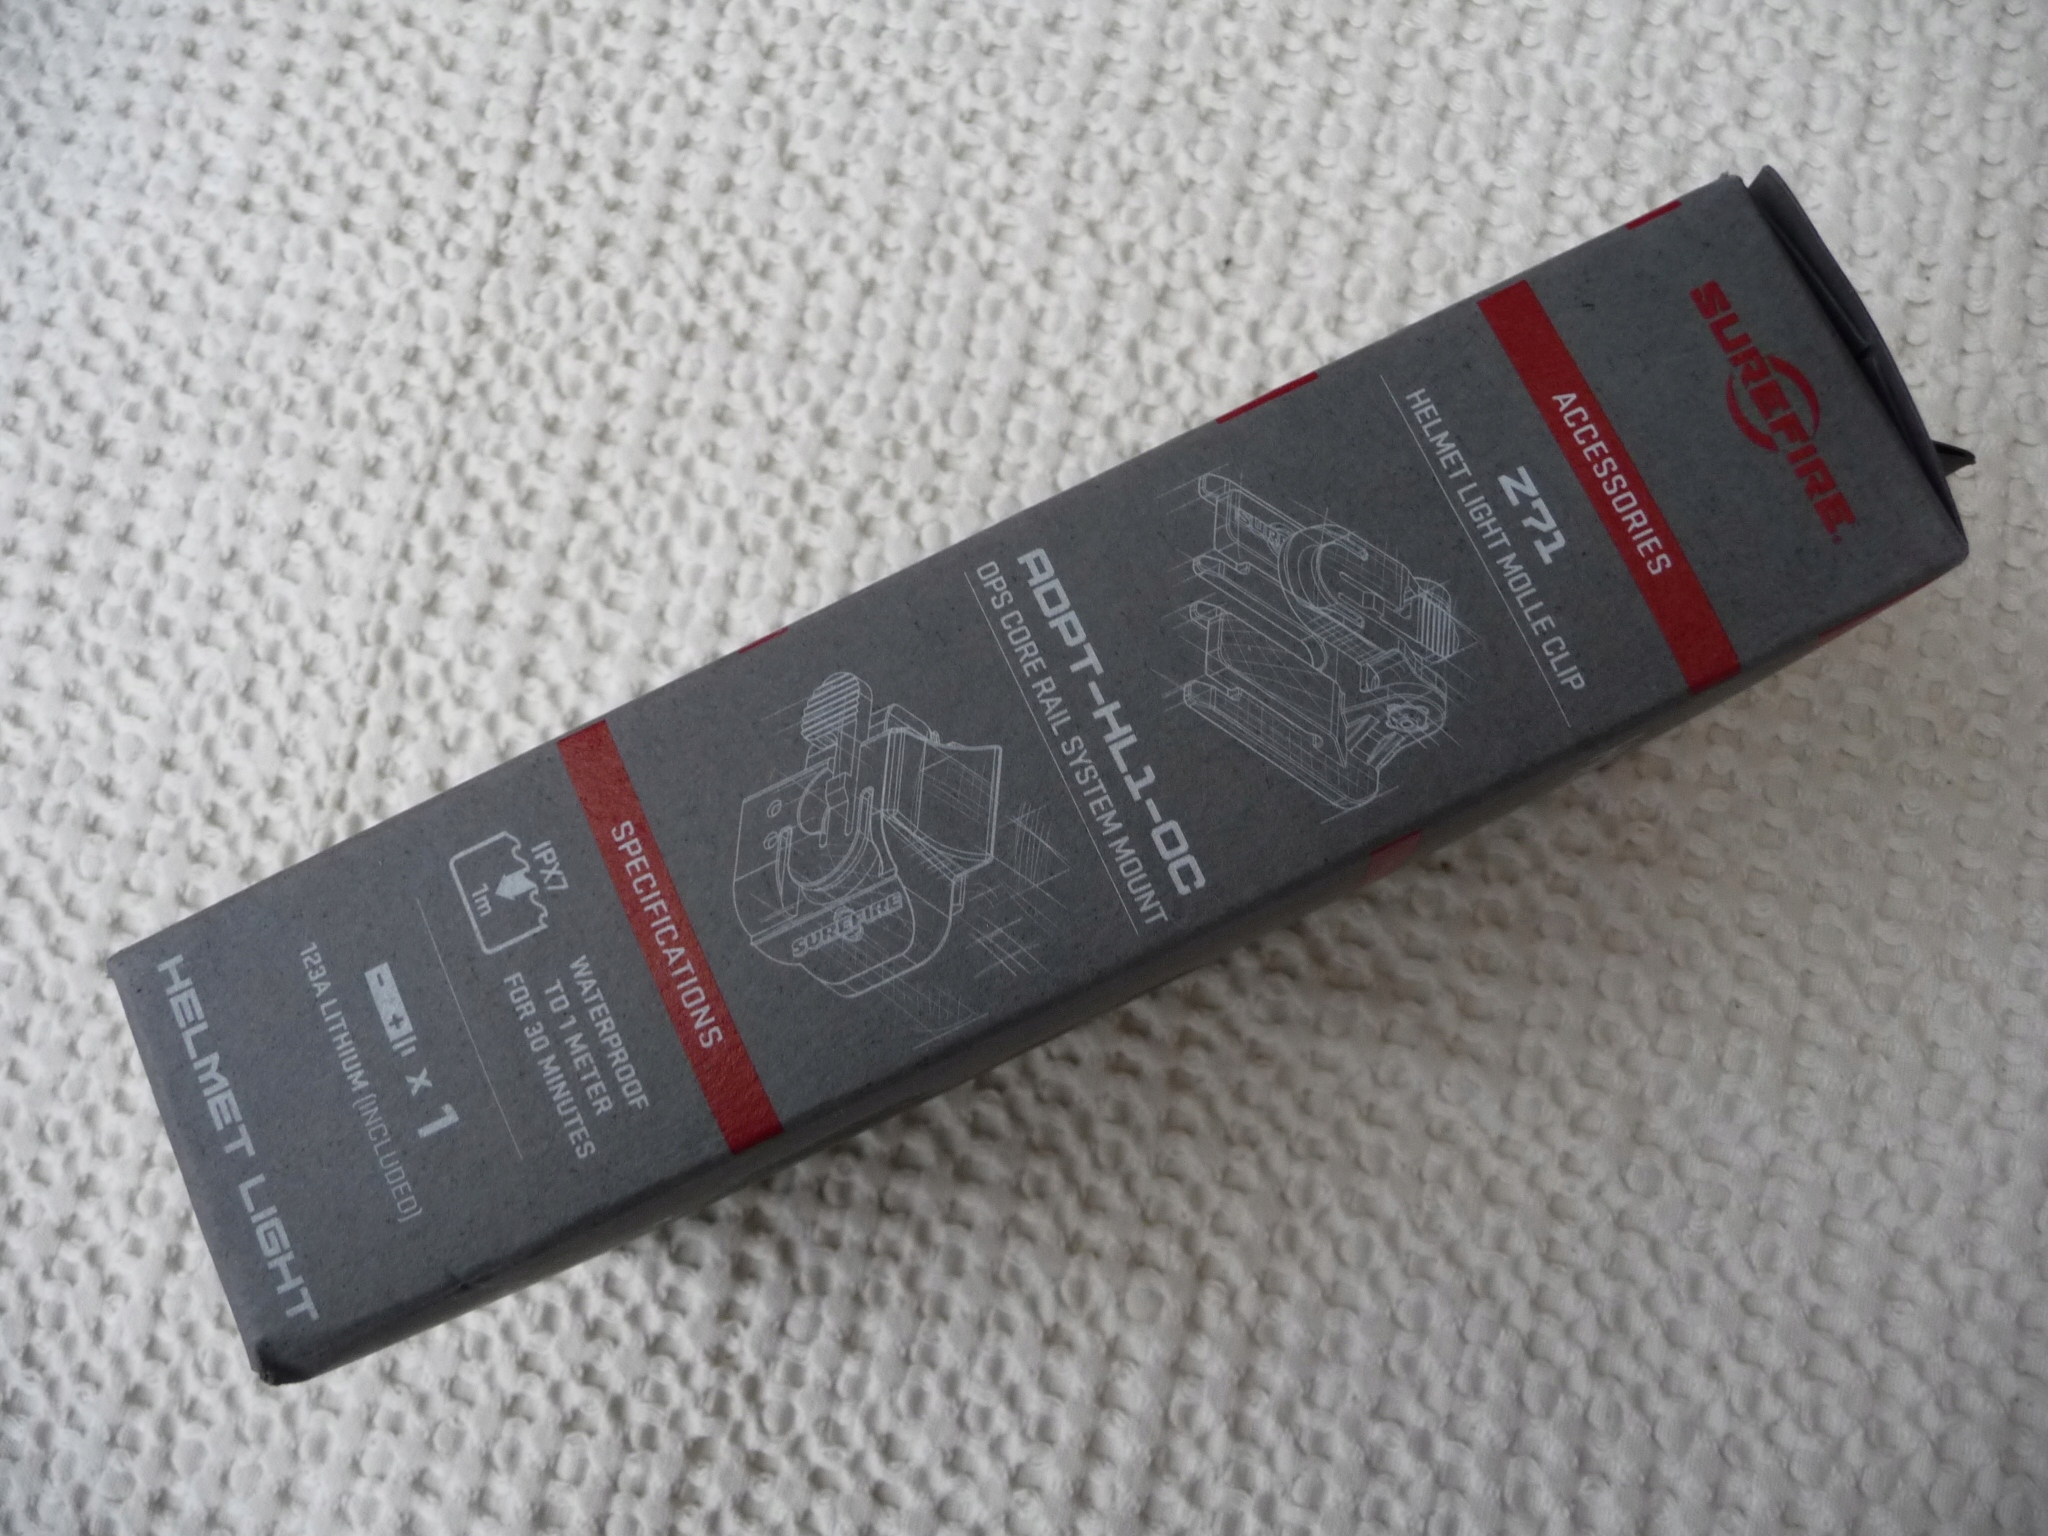 SUREFIRE
ACCESSORIES
Z71
HELMET LIGHT MOLLE CLIP
SUREFIRE
ADPT-HL1-OC
OPS CORE RAIL SYSTEM MOUNT
SUREFIRE
SPECIFICATIONS
IPX7
1m
WATERPROOF
TO 1 METER
FOR 30 MINUTES
- + x 1
123A LITHIUM (INCLUDED)
HELMET LIGHT